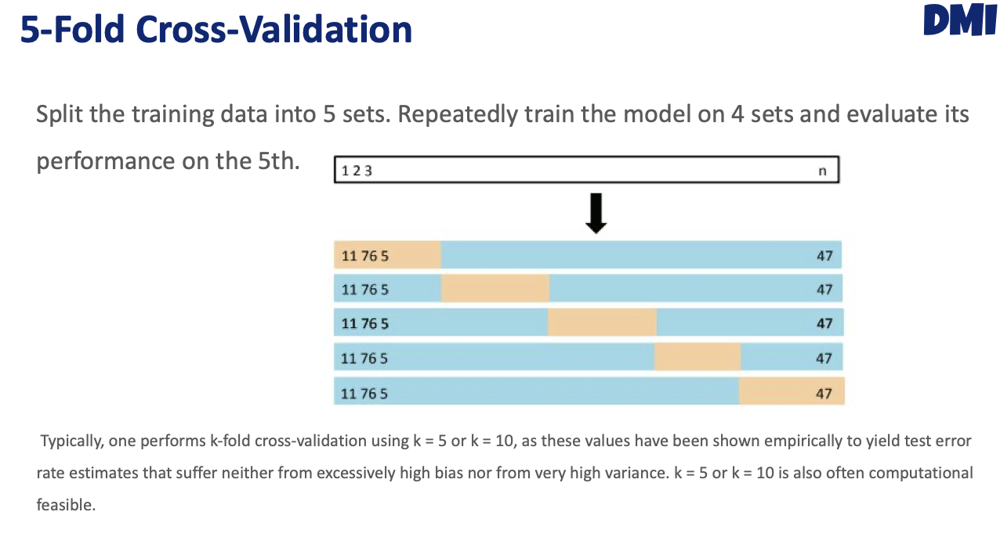 5-Fold Cross-Validation
DMI
Split the training data into 5 sets. Repeatedly train the model on 4 sets and evaluate its
performance on the 5th.
1 2 3 n
11 76 5 47
11 76 5 47
11 76 5 47
11 76 5 47
11 76 5 47
Typically, one performs k-fold cross-validation using k = 5 or k = 10, as these values have been shown empirically to yield test error
rate estimates that suffer neither from excessively high bias nor from very high variance. k = 5 or k = 10 is also often computational
feasible.